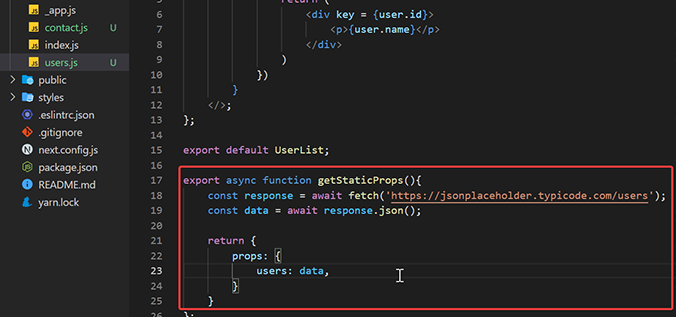 _app.js
contact.js U
index.js
users.js U
public
styles
.eslintrc.json
.gitignore
next.config.js
package.json
README.md
yarn.lock
return (
8 <div key = {user.id}>
7 <p>{user.name}</p>
8 </div>
9 )
10 })
11 }
12 </>;
13 };
14
15 export default UserList;
16
17 export async function getStaticProps(){
18 const response = await fetch('https://jsonplaceholder.typicode.com/users');
19 const data = await response.json();
20
21 return {
22 props: {
23 users: data,
24 }
25 }
26 };